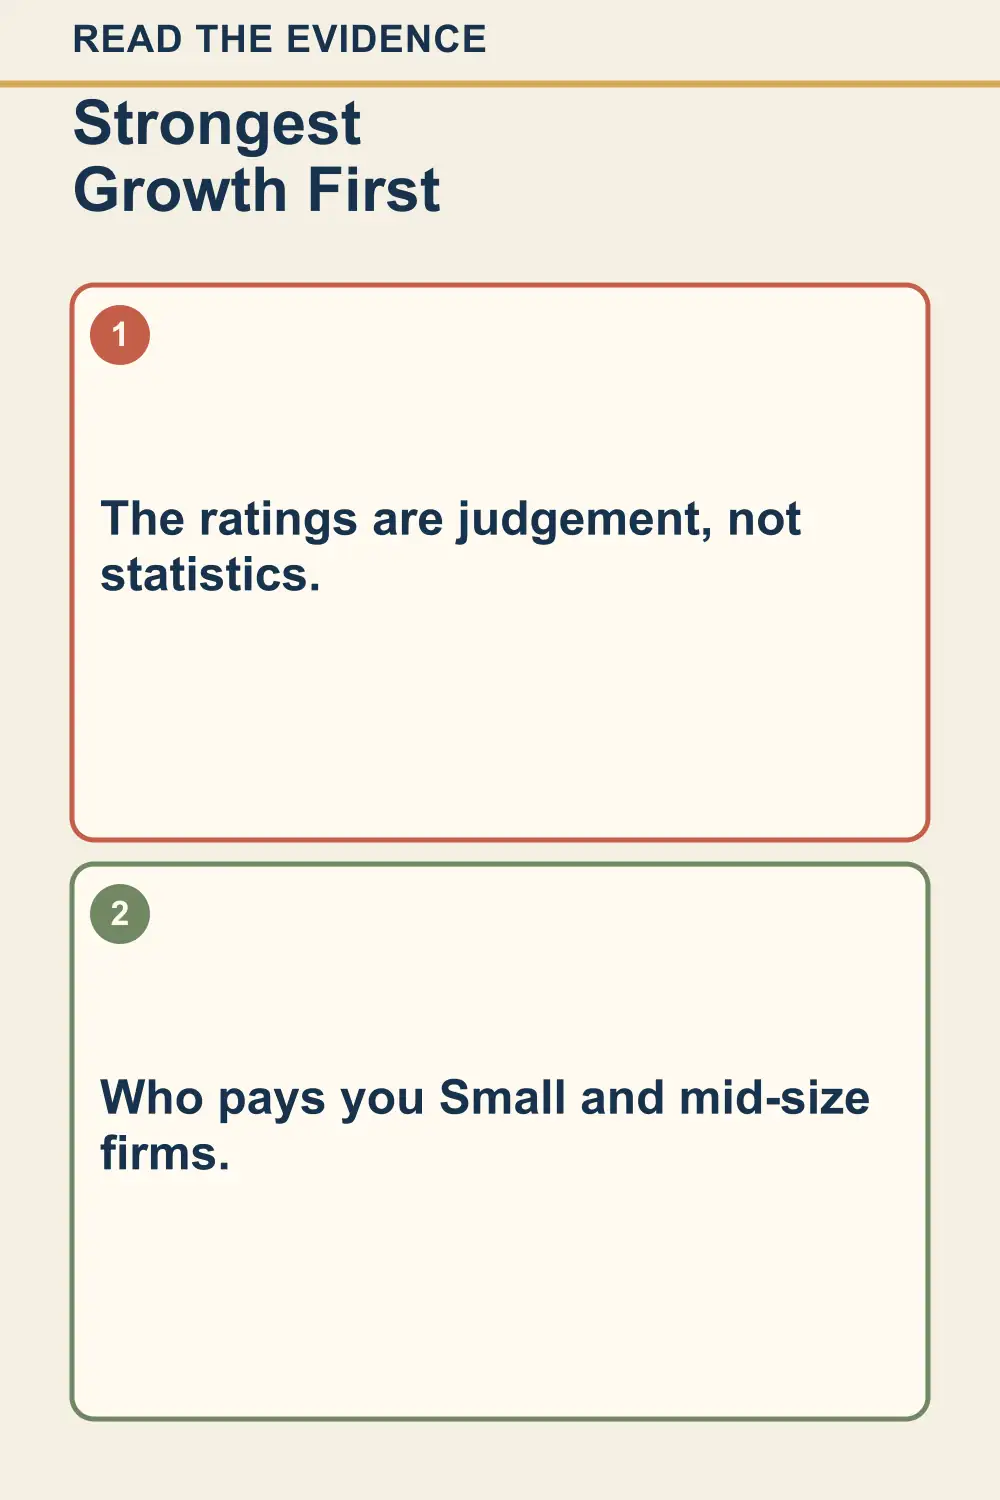 READ THE EVIDENCE
Strongest
Growth First
1
The ratings are judgement, not
statistics.
2
Who pays you Small and mid-size
firms.